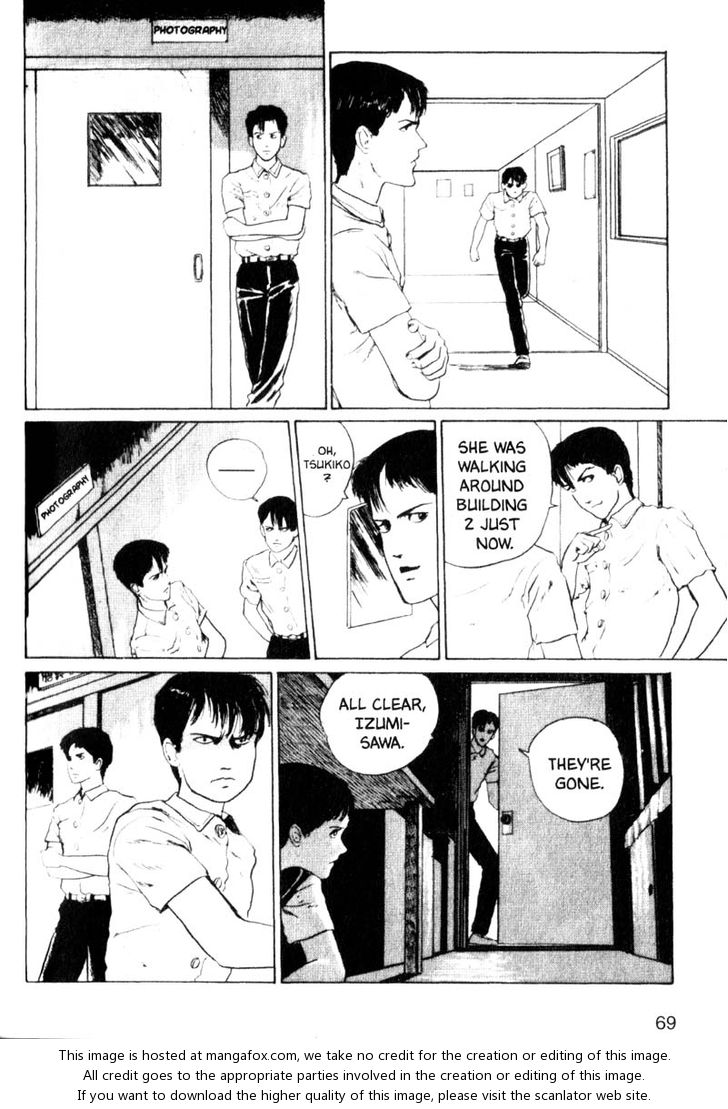 PHOTOGRAPHY
PHOTOGRAPHY
—
OH,
TSUKIKO
?
SHE WAS
WALKING
AROUND
BUILDING
2 JUST
NOW.
ALL CLEAR,
IZUMI-
SAWA.
THEY'RE
GONE.
69
This image is hosted at mangafox.com, we take no credit for the creation or editing of this image.
All credit goes to the appropriate parties involved in the creation or editing of this image.
If you want to download the higher quality of this image, please visit the scanlator web site.